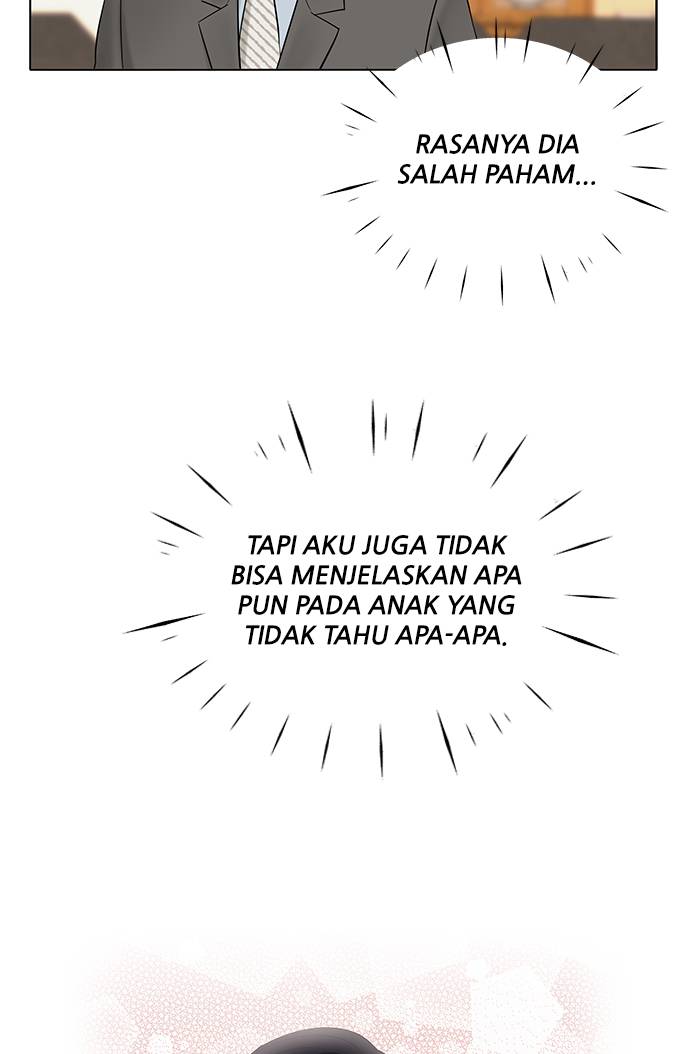 RASANYA DIA
SALAH PAHAM...
TAPI AKU JUGA TIDAK
BISA MENJELASKAN APA
PUN PADA ANAK YANG
TIDAK TAHU APA-APA.